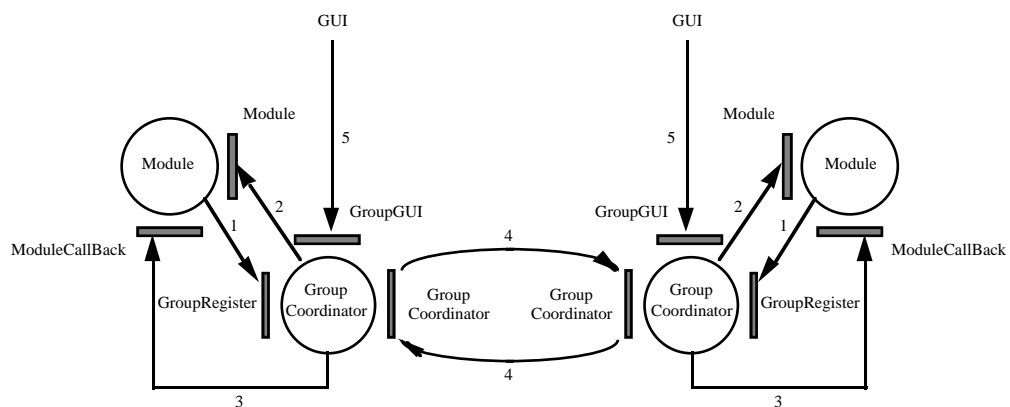 GUI
GUI
Module
Module
5
5
Module
Module
2
2
1
1
GroupGUI
GroupGUI
ModuleCallBack
ModuleCallBack
4
GroupRegister
Group
Coordinator
Group
Coordinator
Group
Coordinator
Group
Coordinator
GroupRegister
4
3
3